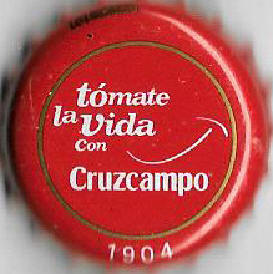 tómate
la Vida
con
Cruzcampo
1904